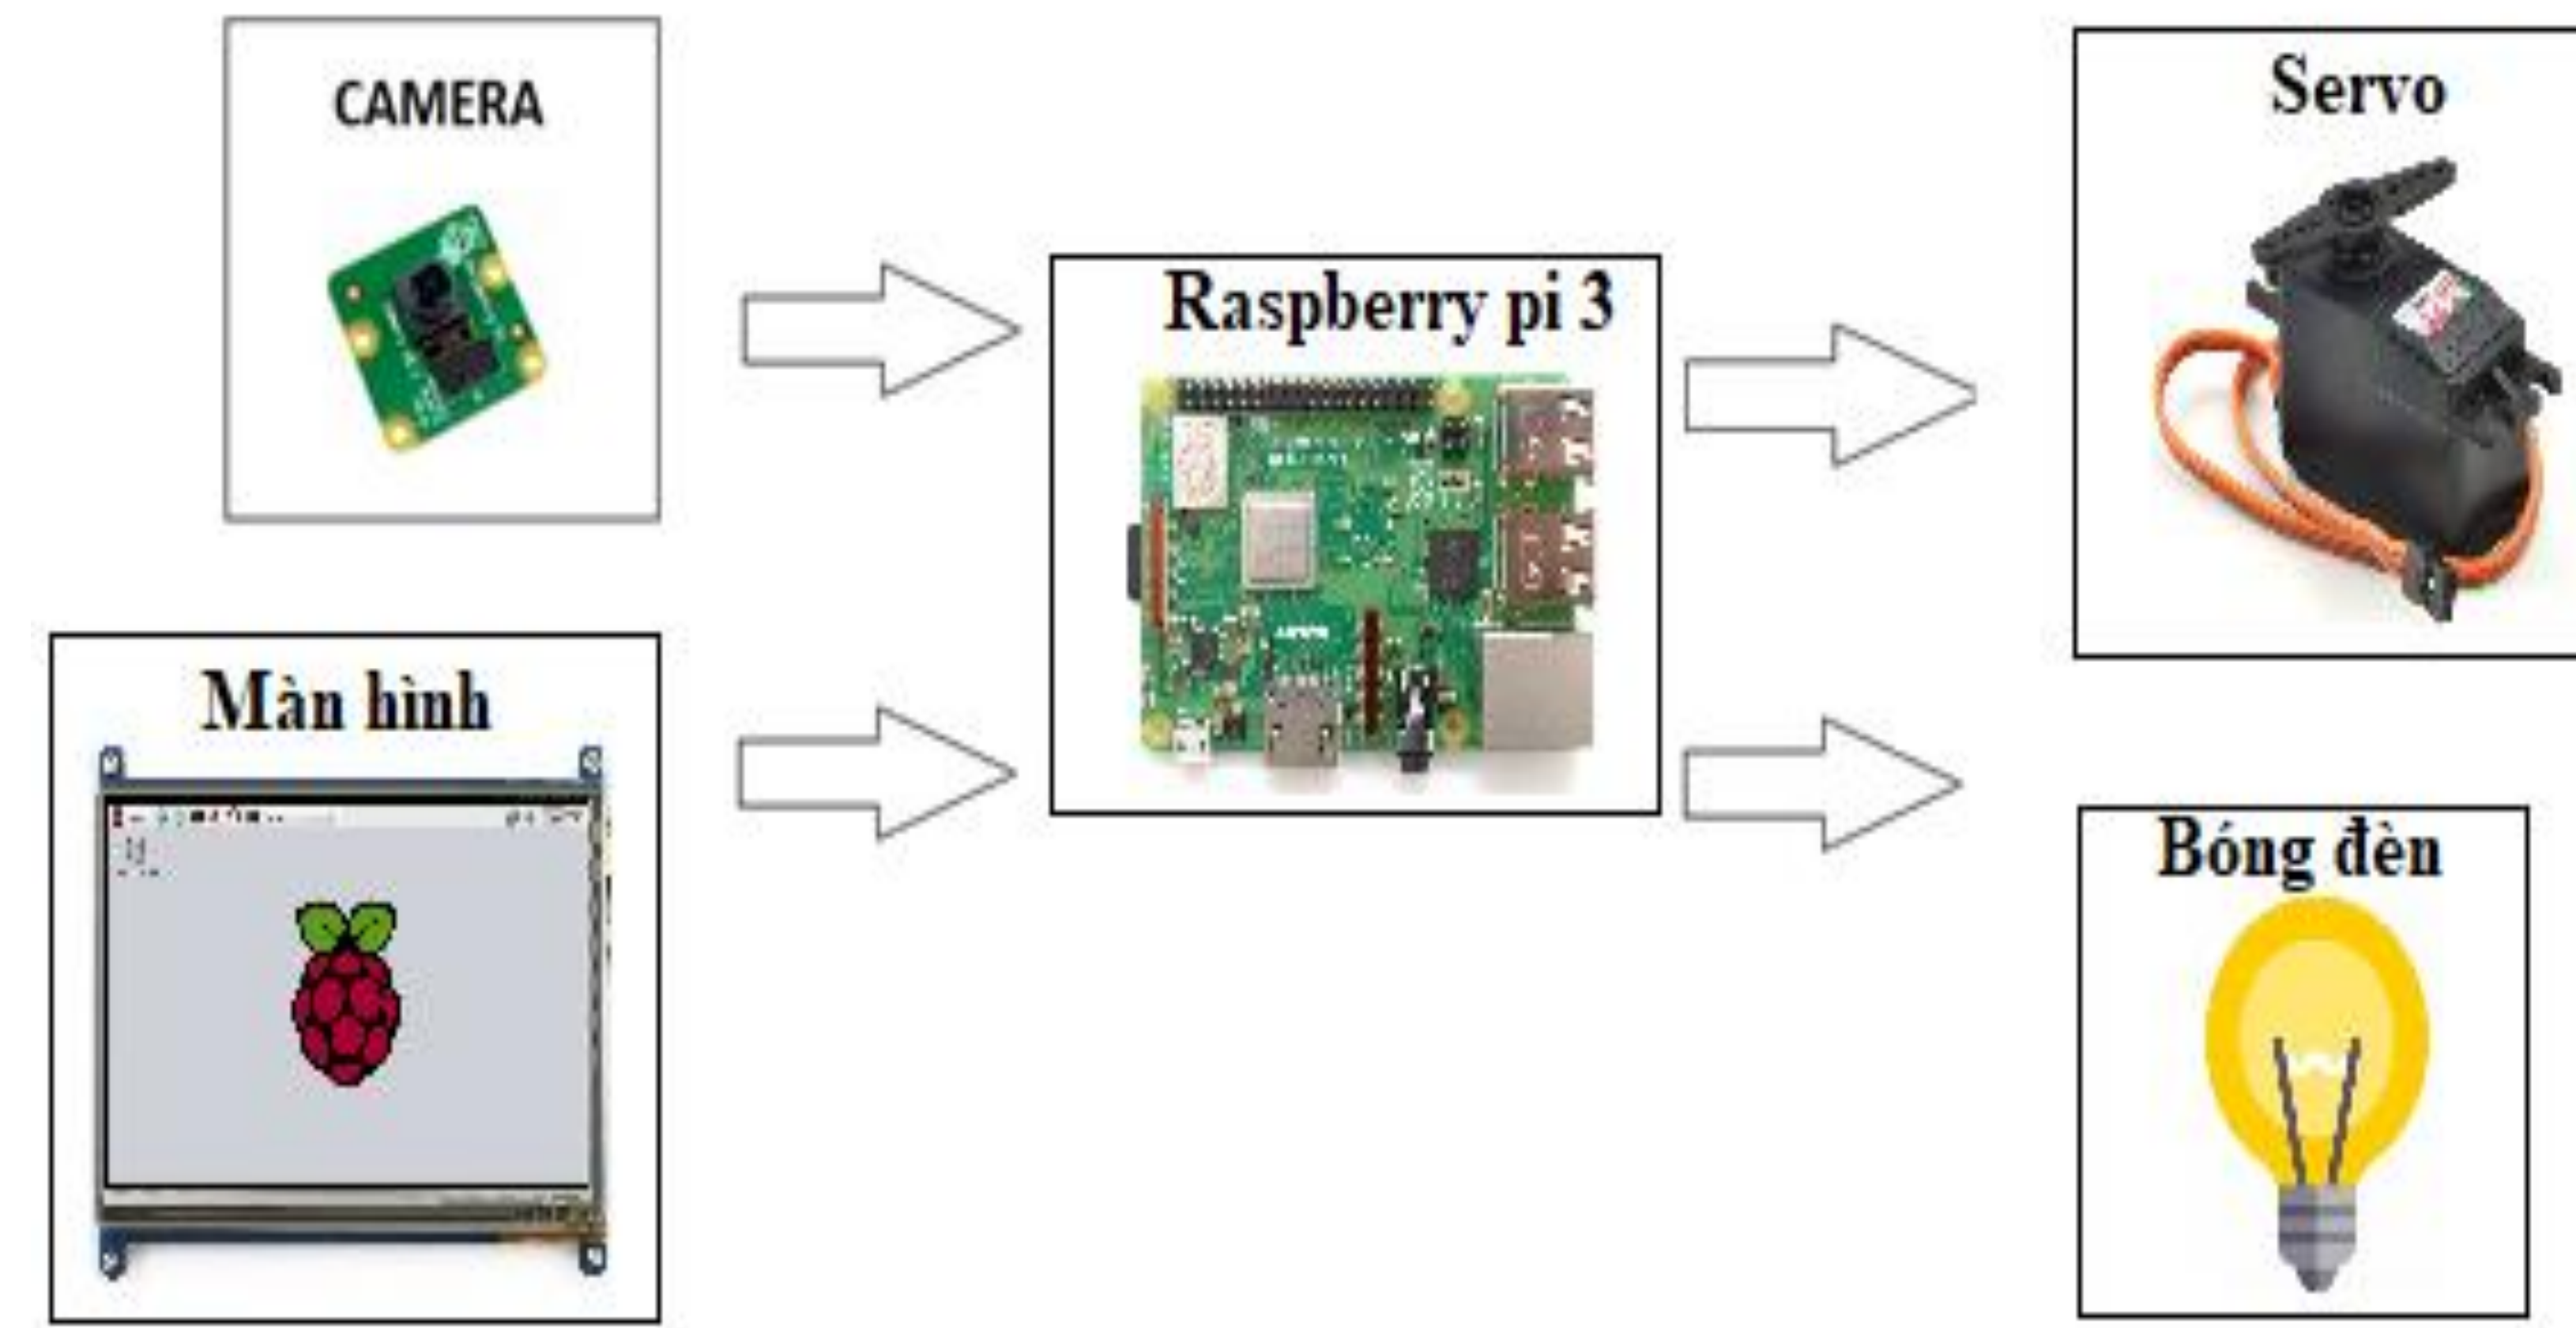 CAMERA
Màn hình
Raspberry pi 3
Servo
Bóng đèn